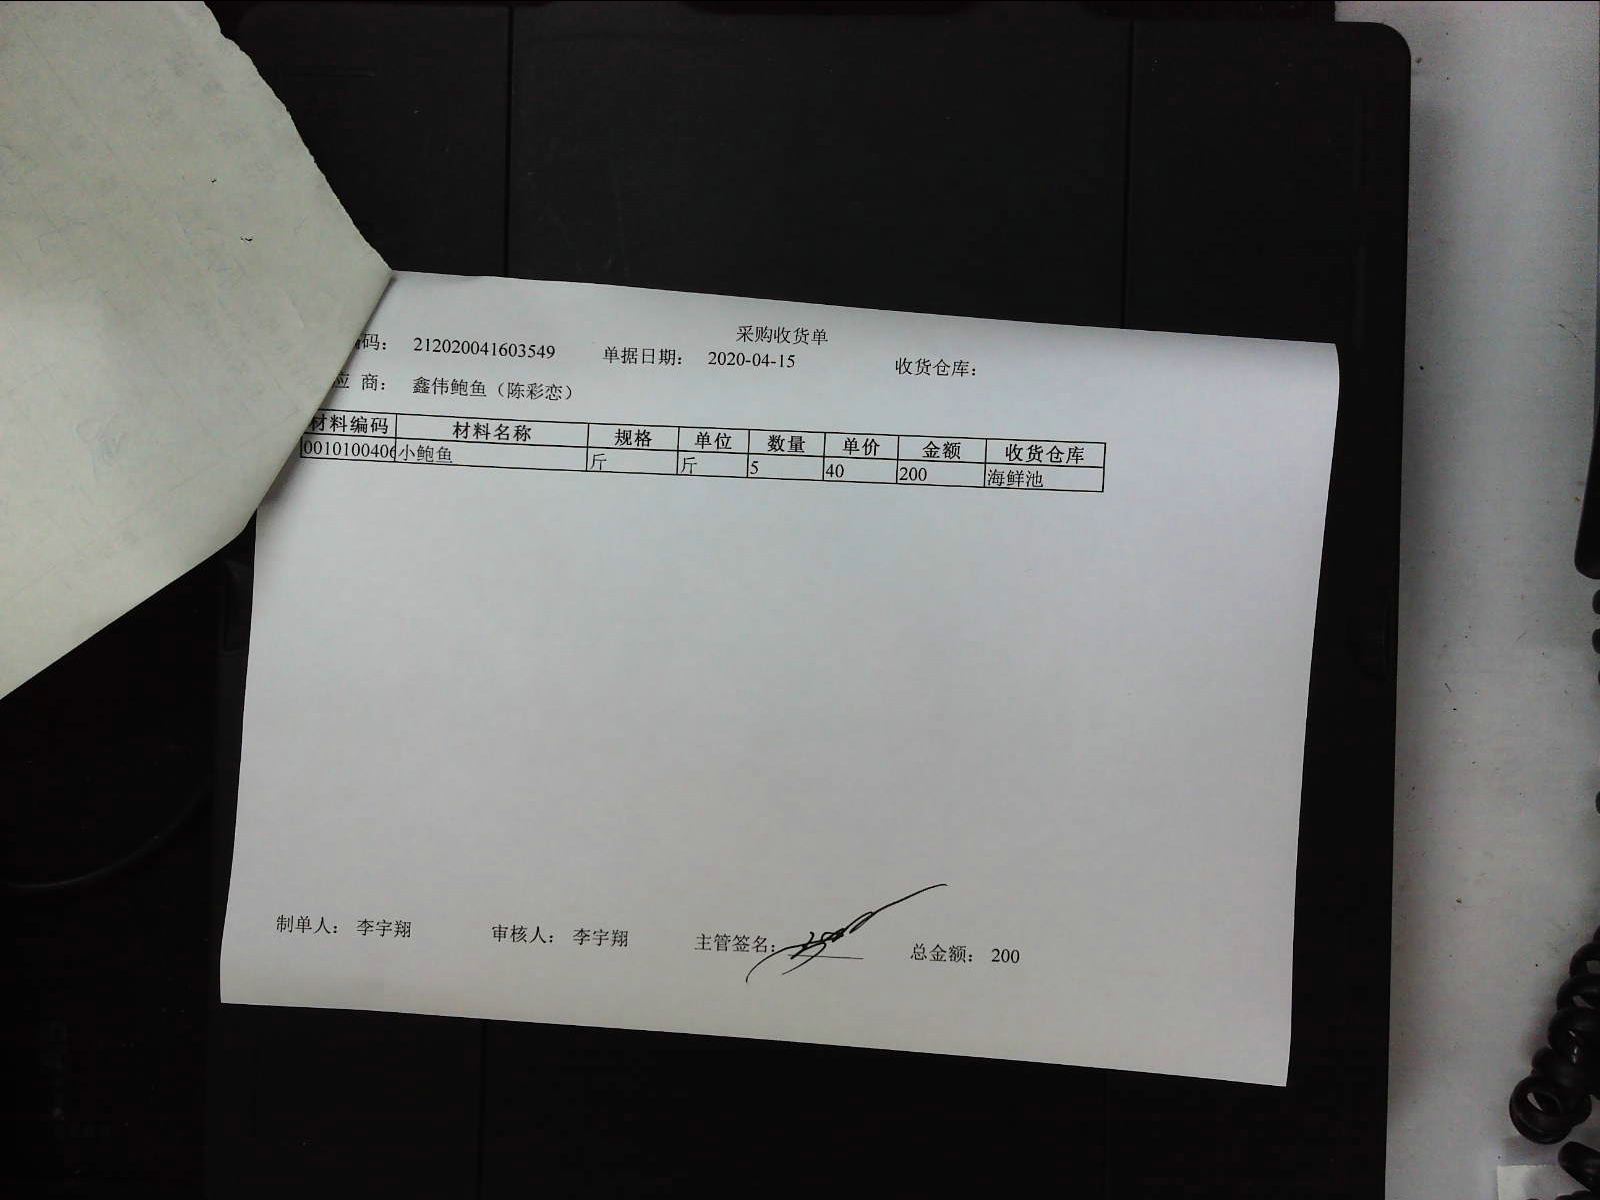 采购收货单
码： 212020041603549 单据日期： 2020-04-15 收货仓库：
应 商： 鑫伟鲍鱼（陈彩恋）
材料编码 材料名称 规格 单位 数量 单价 金额 收货仓库
0010100406 小鲍鱼 斤 斤 5 40 200 海鲜池
制单人： 李宇翔 审核人： 李宇翔 主管签名： 总金额： 200